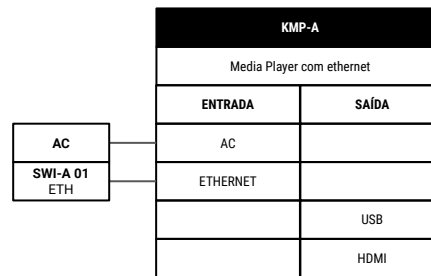 KMP-A
Media Player com ethernet
ENTRADA SAÍDA
AC AC
SWI-A 01
ETH
ETHERNET
USB
HDMI